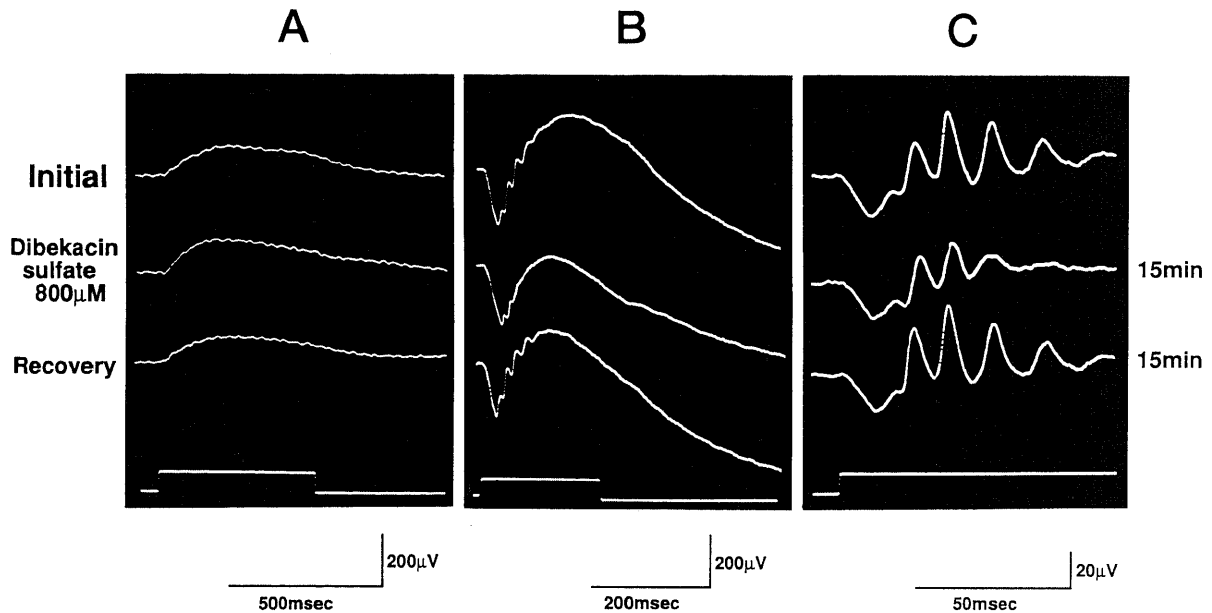 A
B
C
Initial
Dibekacin
sulfate
800μM
15min
Recovery
15min
200μV
500msec
200μV
200msec
20μV
50msec